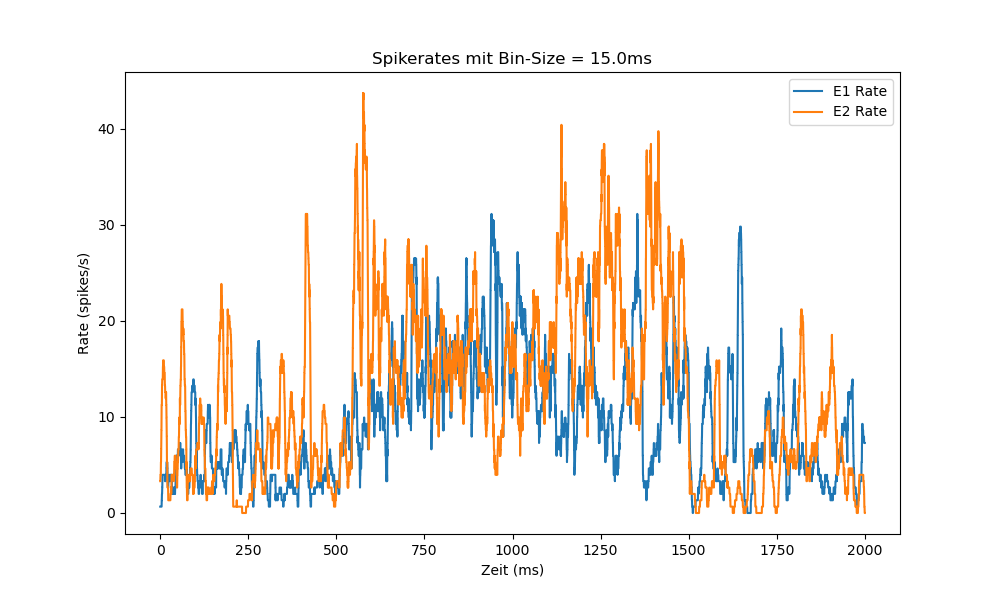 Spikerates mit Bin-Size = 15.0ms
E1 Rate
E2 Rate
Rate (spikes/s)
40
30
20
10
0
0 250 500 750 1000 1250 1500 1750 2000
Zeit (ms)